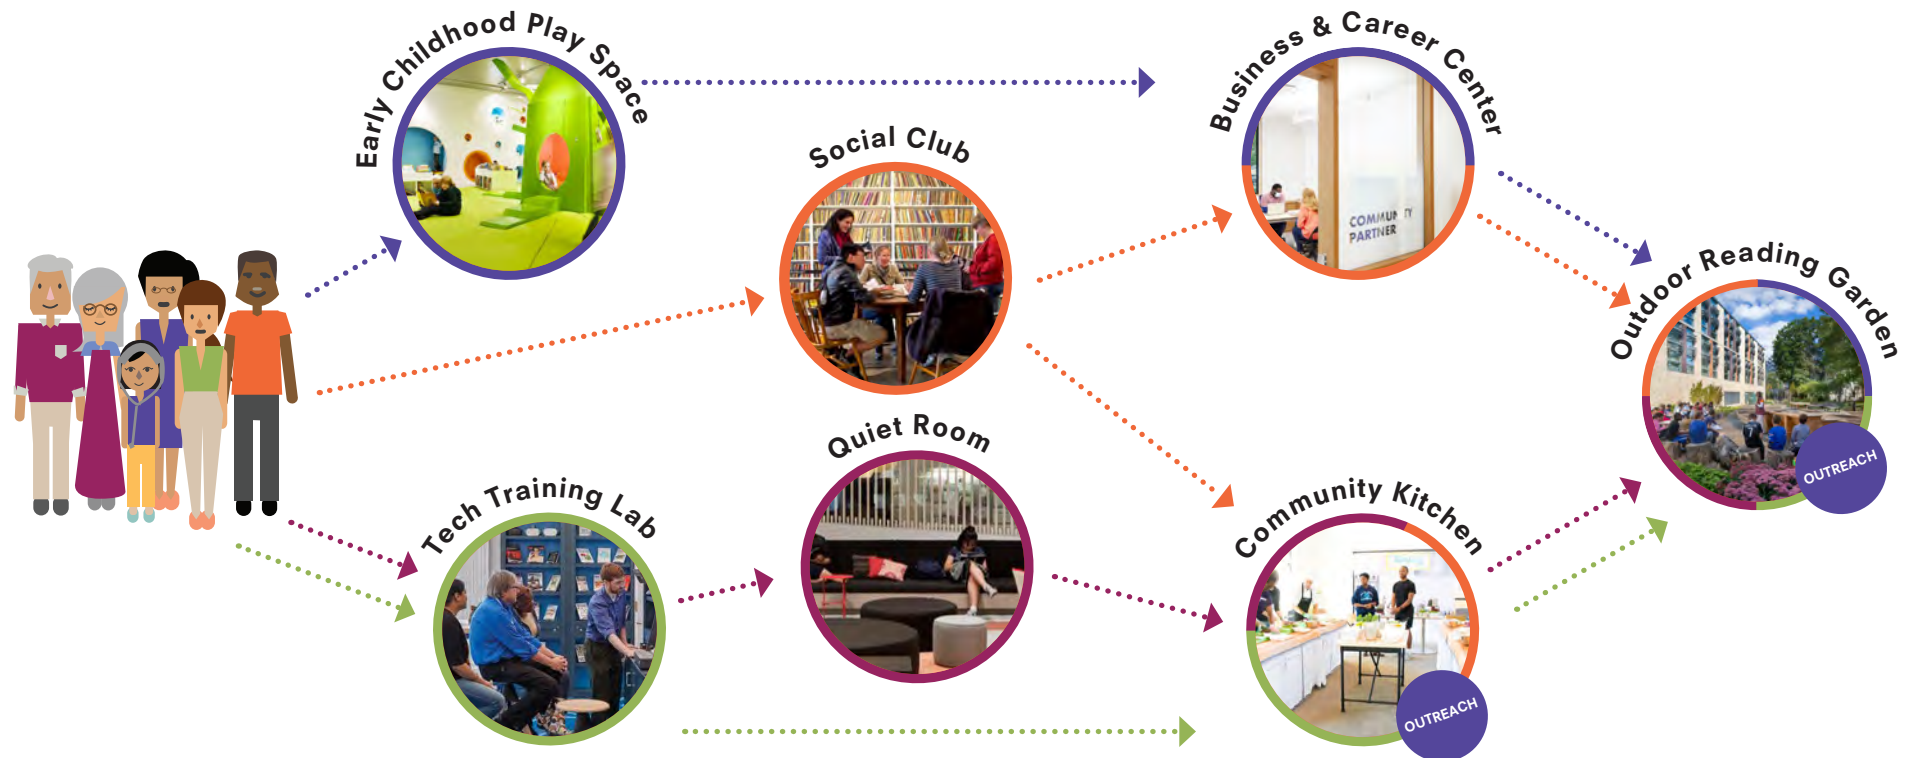 Early Childhood Play Space
Business & Career Center
Social Club
COMMUNITY
PARTNER
Outdoor Reading Garden
Quiet Room
Tech Training Lab
Community Kitchen
OUTREACH
OUTREACH